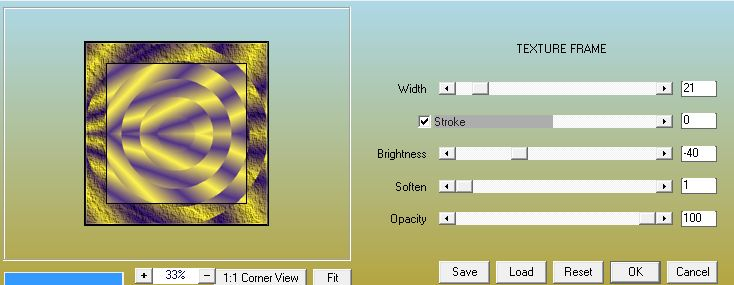 TEXTURE FRAME
Width 21
Stroke 0
Brightness -40
Soften 1
Opacity 100
+ 33% - 1:1 Corner View Fit Save Load Reset OK Cancel